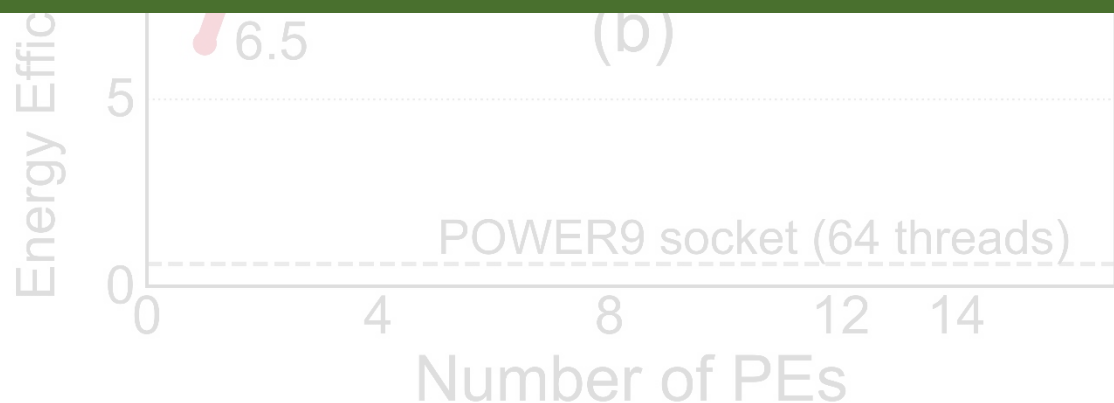 6.5
(b)
5
Energy Effic
POWER9 socket (64 threads)
0
0 4 8 12 14
Number of PEs